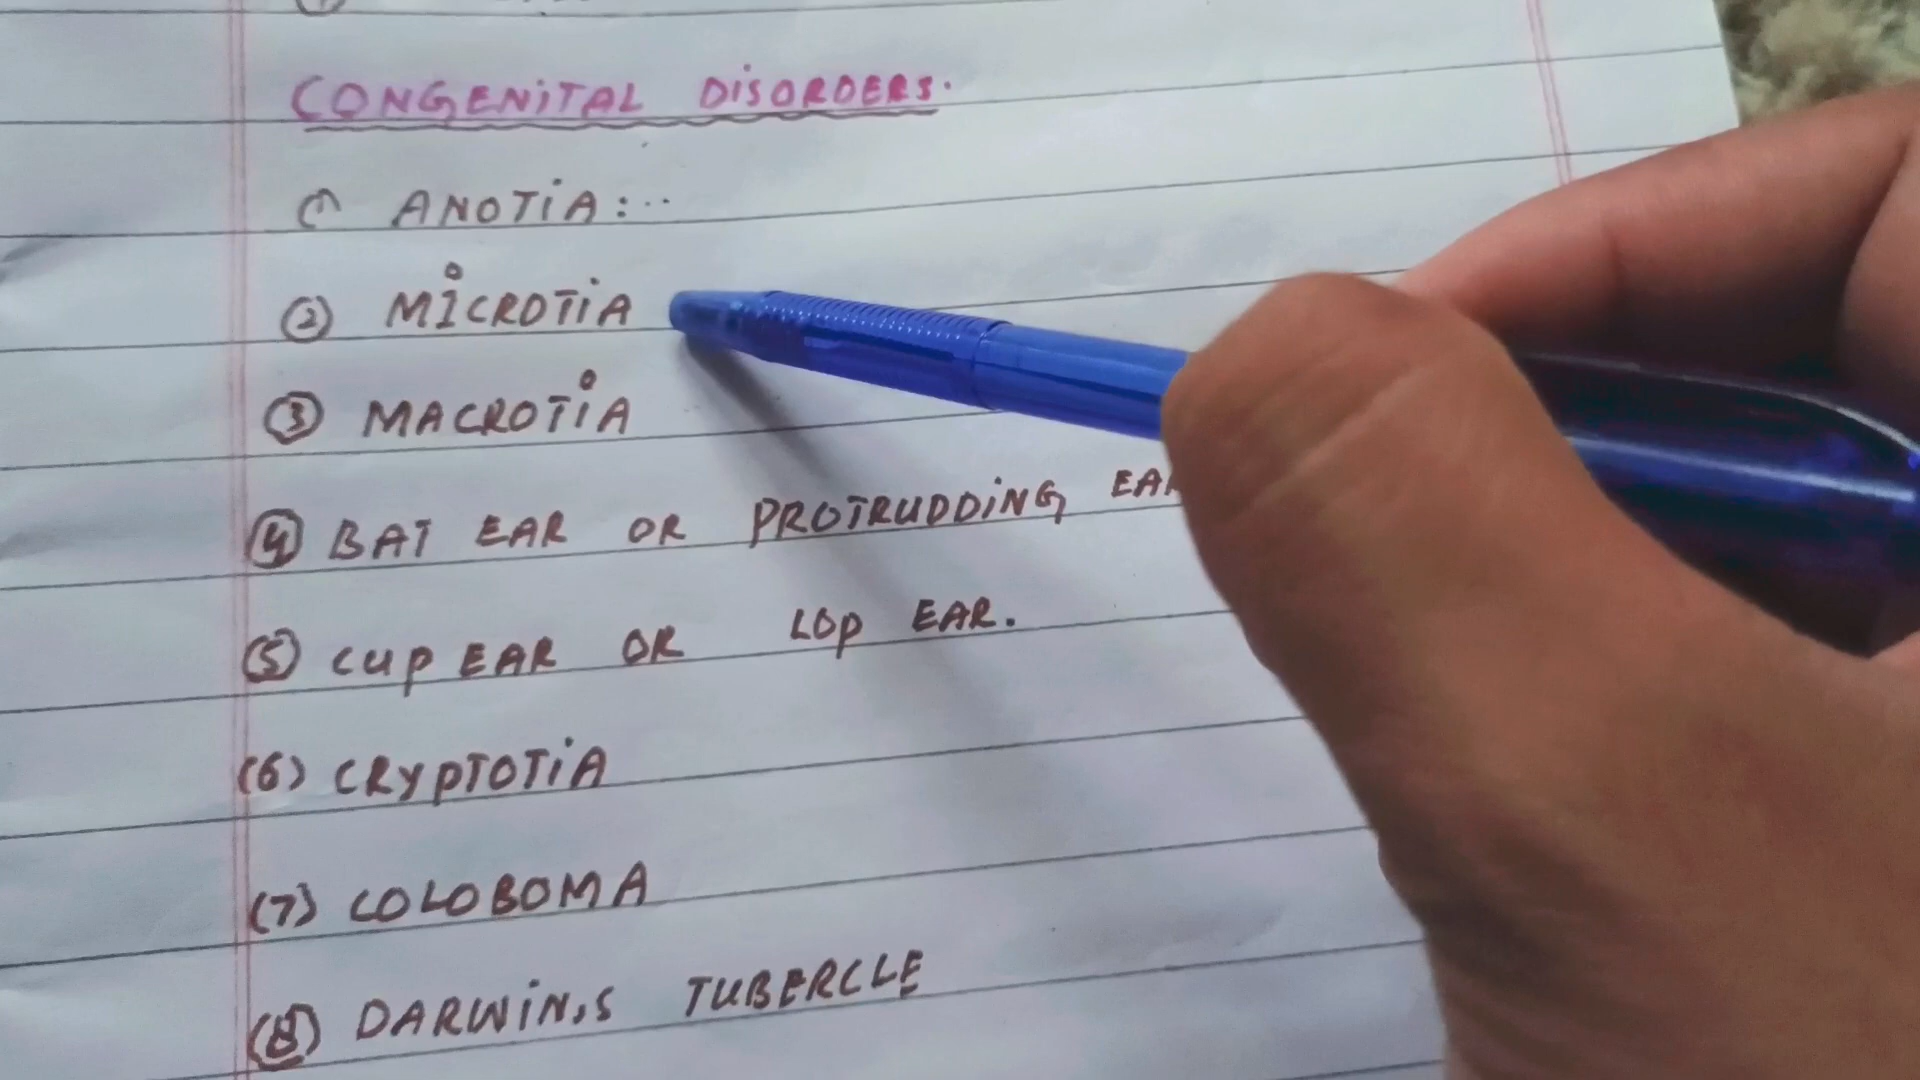 CONGENITAL DISORDERS.
(1) ANOTIA:..
(2) MICROTIA
(3) MACROTIA
(4) BAT EAR OR PROTRUDDING EAR
(5) CUP EAR OR LOP EAR.
(6) CRYPTOTIA
(7) COLOBOMA
(8) DARWIN,S TUBERCLE